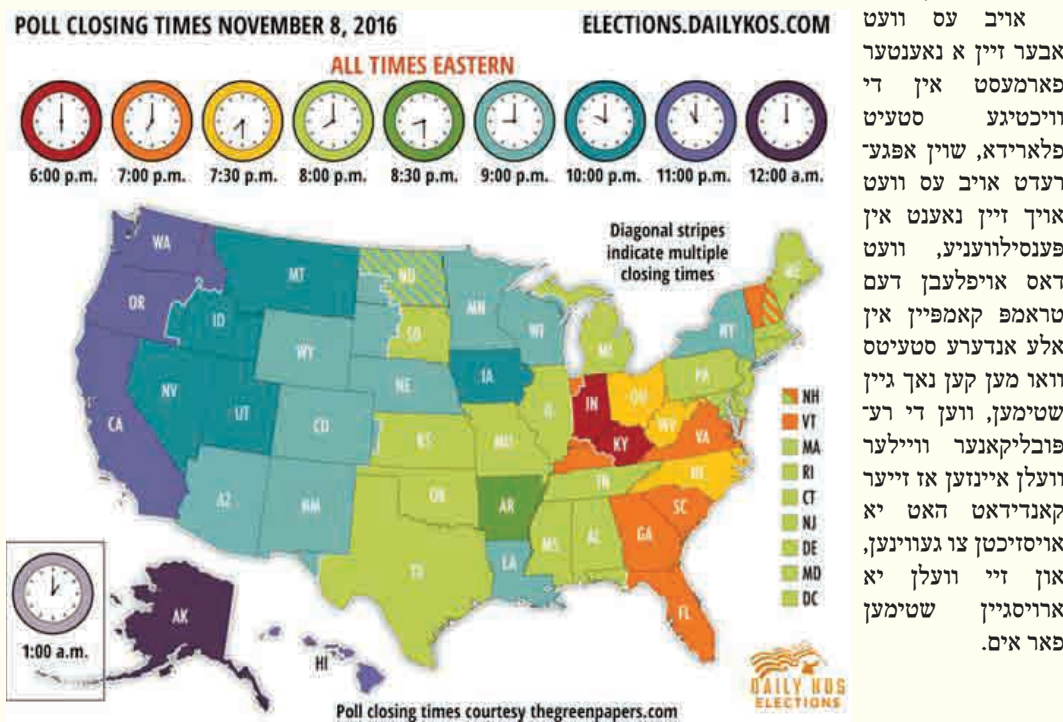 POLL CLOSING TIMES NOVEMBER 8, 2016
ELECTIONS.DAILYKOS.COM
ALL TIMES EASTERN
6:00 p.m. 7:00 p.m. 7:30 p.m. 8:00 p.m. 8:30 p.m. 9:00 p.m. 10:00 p.m. 11:00 p.m. 12:00 a.m.
Diagonal stripes
indicate multiple
closing times
WA
MT
ND
MN
ME
OR
ID
SD
WI
NY
WY
MI
IA
NE
PA
NV
UT
IL
IN
OH
CA
CO
KS
MO
KY
WV
VA
AZ
NM
OK
AR
TN
NC
SC
TX
LA
MS
AL
GA
FL
NH
VT
MA
RI
CT
NJ
DE
MD
DC
1:00 a.m.
AK
HI
DAILY KOS
ELECTIONS
Poll closing times courtesy thegreenpapers.com
אויב עס וועט
אבער זיין א נאענטער
פארמעסט אין די
וויכטיגע סטעיט
פלארידא, שוין אפגע־
רעדט אויב עס וועט
אויך זיין נאענט אין
פענסילוועניע, וועט
דאס אויפלעבן דעם
טראמפ קאמפיין אין
אלע אנדערע סטעיטס
וואו מען קען נאך גיין
שטימען, ווען די רע־
פובליקאנער וויילער
וועלן איינזען אז זייער
קאנדידאט האט יא
אויסזיכטן צו געווינען,
און זיי וועלן יא
ארויסגיין שטימען
פאר אים.